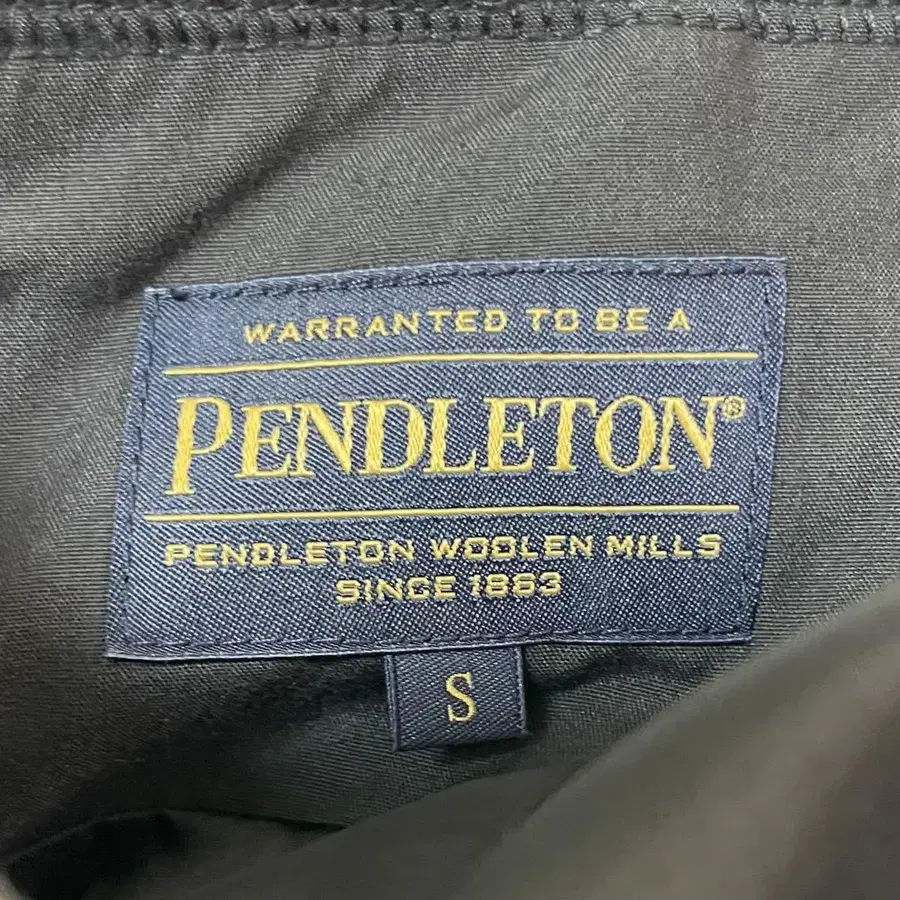 WARRANTED TO BE A
PENDLETON®
PENDLETON WOOLEN MILLS
SINCE 1863
S